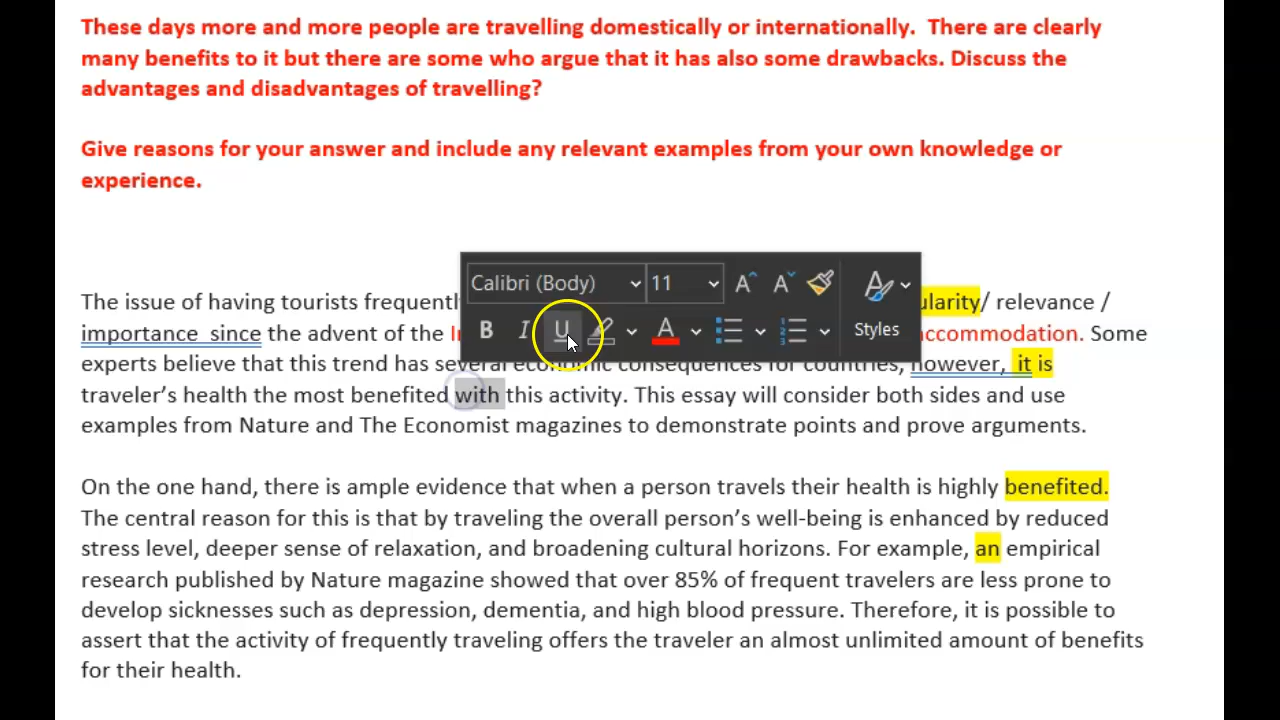 These days more and more people are travelling domestically or internationally.  There are clearly
many benefits to it but there are some who argue that it has also some drawbacks. Discuss the
advantages and disadvantages of travelling?
Give reasons for your answer and include any relevant examples from your own knowledge or
experience.
Calibri (Body) 11 A A
B I U A Styles
The issue of having tourists frequently ularity/ relevance /
importance  since the advent of the accommodation. Some
experts believe that this trend has several economic consequences for countries, however,  it is
traveler's health the most benefited with this activity. This essay will consider both sides and use
examples from Nature and The Economist magazines to demonstrate points and prove arguments.
On the one hand, there is ample evidence that when a person travels their health is highly benefited.
The central reason for this is that by traveling the overall person's well-being is enhanced by reduced
stress level, deeper sense of relaxation, and broadening cultural horizons. For example, an empirical
research published by Nature magazine showed that over 85% of frequent travelers are less prone to
develop sicknesses such as depression, dementia, and high blood pressure. Therefore, it is possible to
assert that the activity of frequently traveling offers the traveler an almost unlimited amount of benefits
for their health.